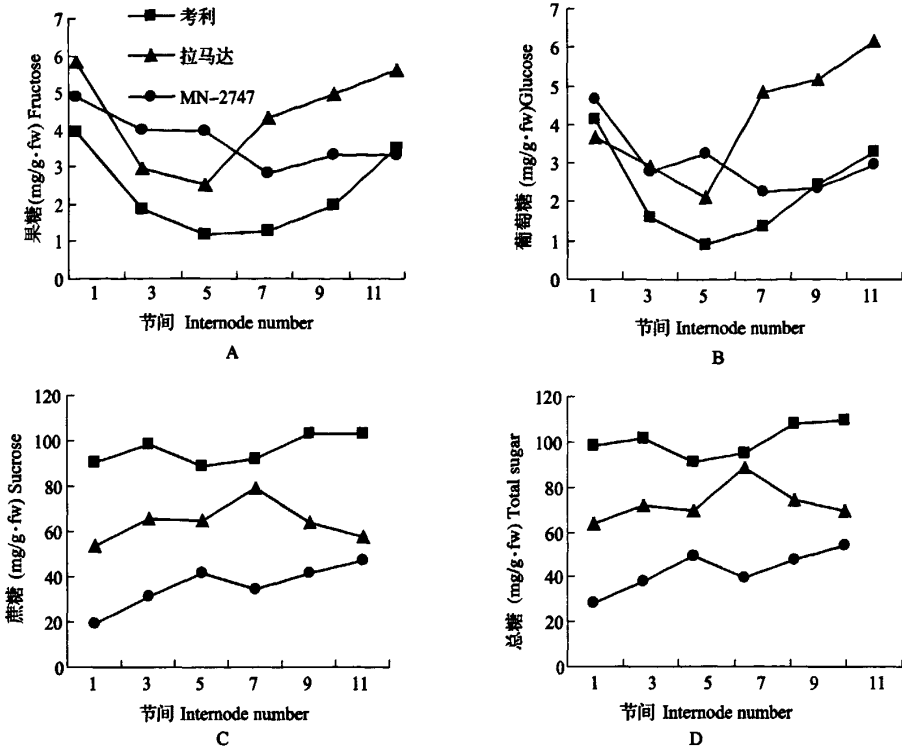 考利
拉马达
MN-2747
果糖(mg/g·fw) Fructose
7
6
5
4
3
2
1
0
1 3 5 7 9 11
节间 Internode number
A
葡萄糖 (mg/g·fw)Glucose
7
6
5
4
3
2
1
0
1 3 5 7 9 11
节间 Internode number
B
蔗糖 (mg/g·fw) Sucrose
120
100
80
60
40
20
0
1 3 5 7 9 11
节间 Internode number
C
总糖 (mg/g·fw) Total sugar
120
100
80
60
40
20
0
1 3 5 7 9 11
节间 Internode number
D